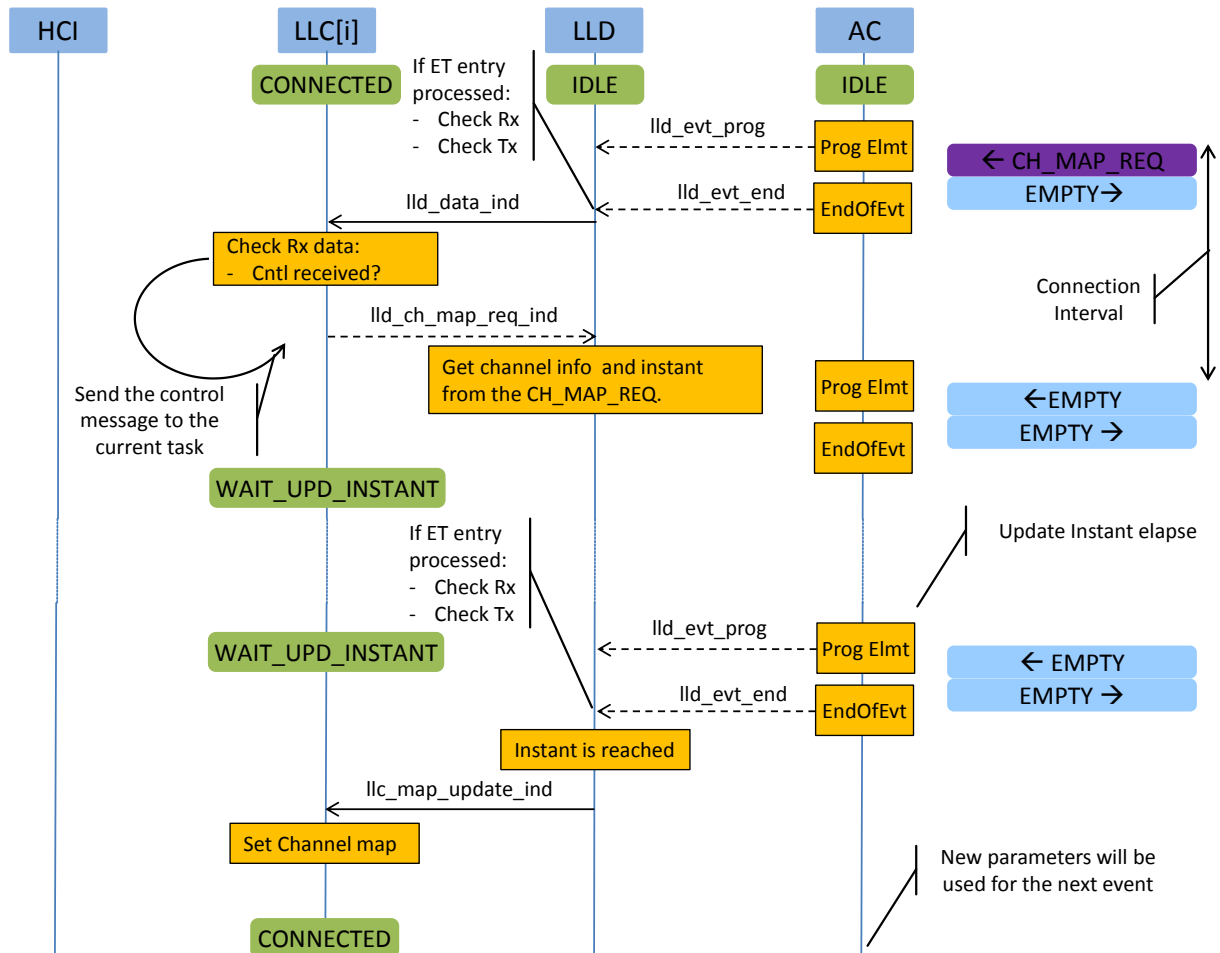 HCI
LLC[i]
LLD
AC
CONNECTED
If ET entry
processed:
- Check Rx
- Check Tx
IDLE
IDLE
lld_evt_prog
Prog Elmt
← CH_MAP_REQ
EMPTY→
lld_evt_end
EndOfEvt
lld_data_ind
Check Rx data:
- Cntl received?
Connection
Interval
lld_ch_map_req_ind
Get channel info and instant
from the CH_MAP_REQ.
Send the control
message to the
current task
Prog Elmt
←EMPTY
EMPTY →
EndOfEvt
WAIT_UPD_INSTANT
If ET entry
processed:
- Check Rx
- Check Tx
Update Instant elapse
WAIT_UPD_INSTANT
lld_evt_prog
Prog Elmt
← EMPTY
EMPTY →
lld_evt_end
EndOfEvt
Instant is reached
llc_map_update_ind
Set Channel map
New parameters will be
used for the next event
CONNECTED